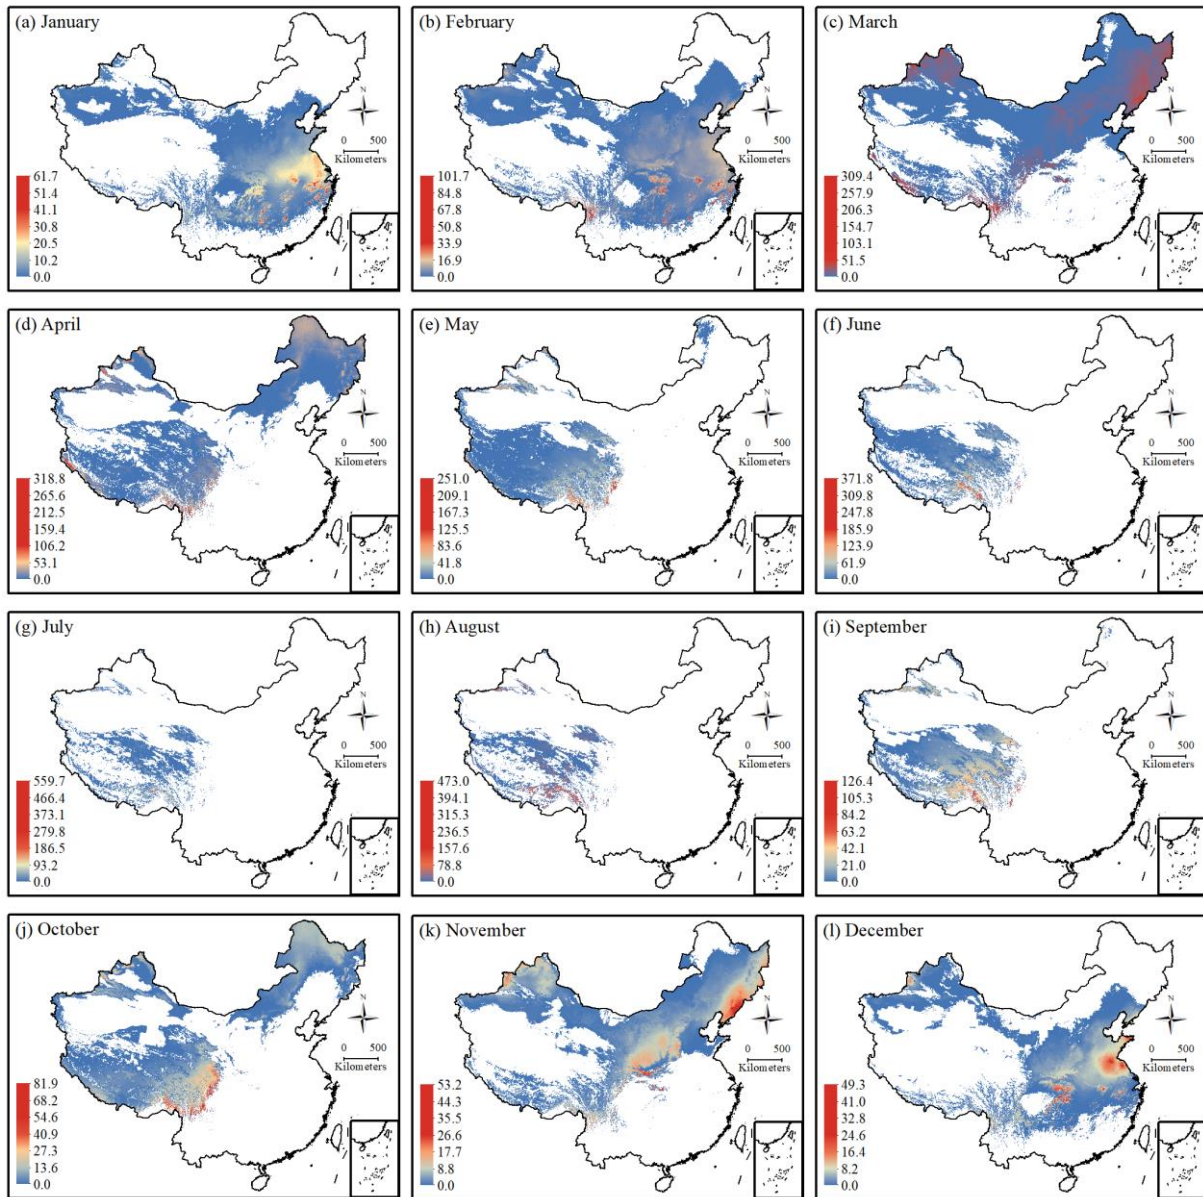 (a) January
N
0 500
Kilometers
61.7
51.4
41.1
30.8
20.5
10.2
0.0
(b) February
N
0 500
Kilometers
101.7
84.8
67.8
50.8
33.9
16.9
0.0
(c) March
N
0 500
Kilometers
309.4
257.9
206.3
154.7
103.1
51.5
0.0
(d) April
N
0 500
Kilometers
318.8
265.6
212.5
159.4
106.2
53.1
0.0
(e) May
N
0 500
Kilometers
251.0
209.1
167.3
125.5
83.6
41.8
0.0
(f) June
N
0 500
Kilometers
371.8
309.8
247.8
185.9
123.9
61.9
0.0
(g) July
N
0 500
Kilometers
559.7
466.4
373.1
279.8
186.5
93.2
0.0
(h) August
N
0 500
Kilometers
473.0
394.1
315.3
236.5
157.6
78.8
0.0
(i) September
N
0 500
Kilometers
126.4
105.3
84.2
63.2
42.1
21.0
0.0
(j) October
N
0 500
Kilometers
81.9
68.2
54.6
40.9
27.3
13.6
0.0
(k) November
N
0 500
Kilometers
53.2
44.3
35.5
26.6
17.7
8.8
0.0
(l) December
N
0 500
Kilometers
49.3
41.0
32.8
24.6
16.4
8.2
0.0